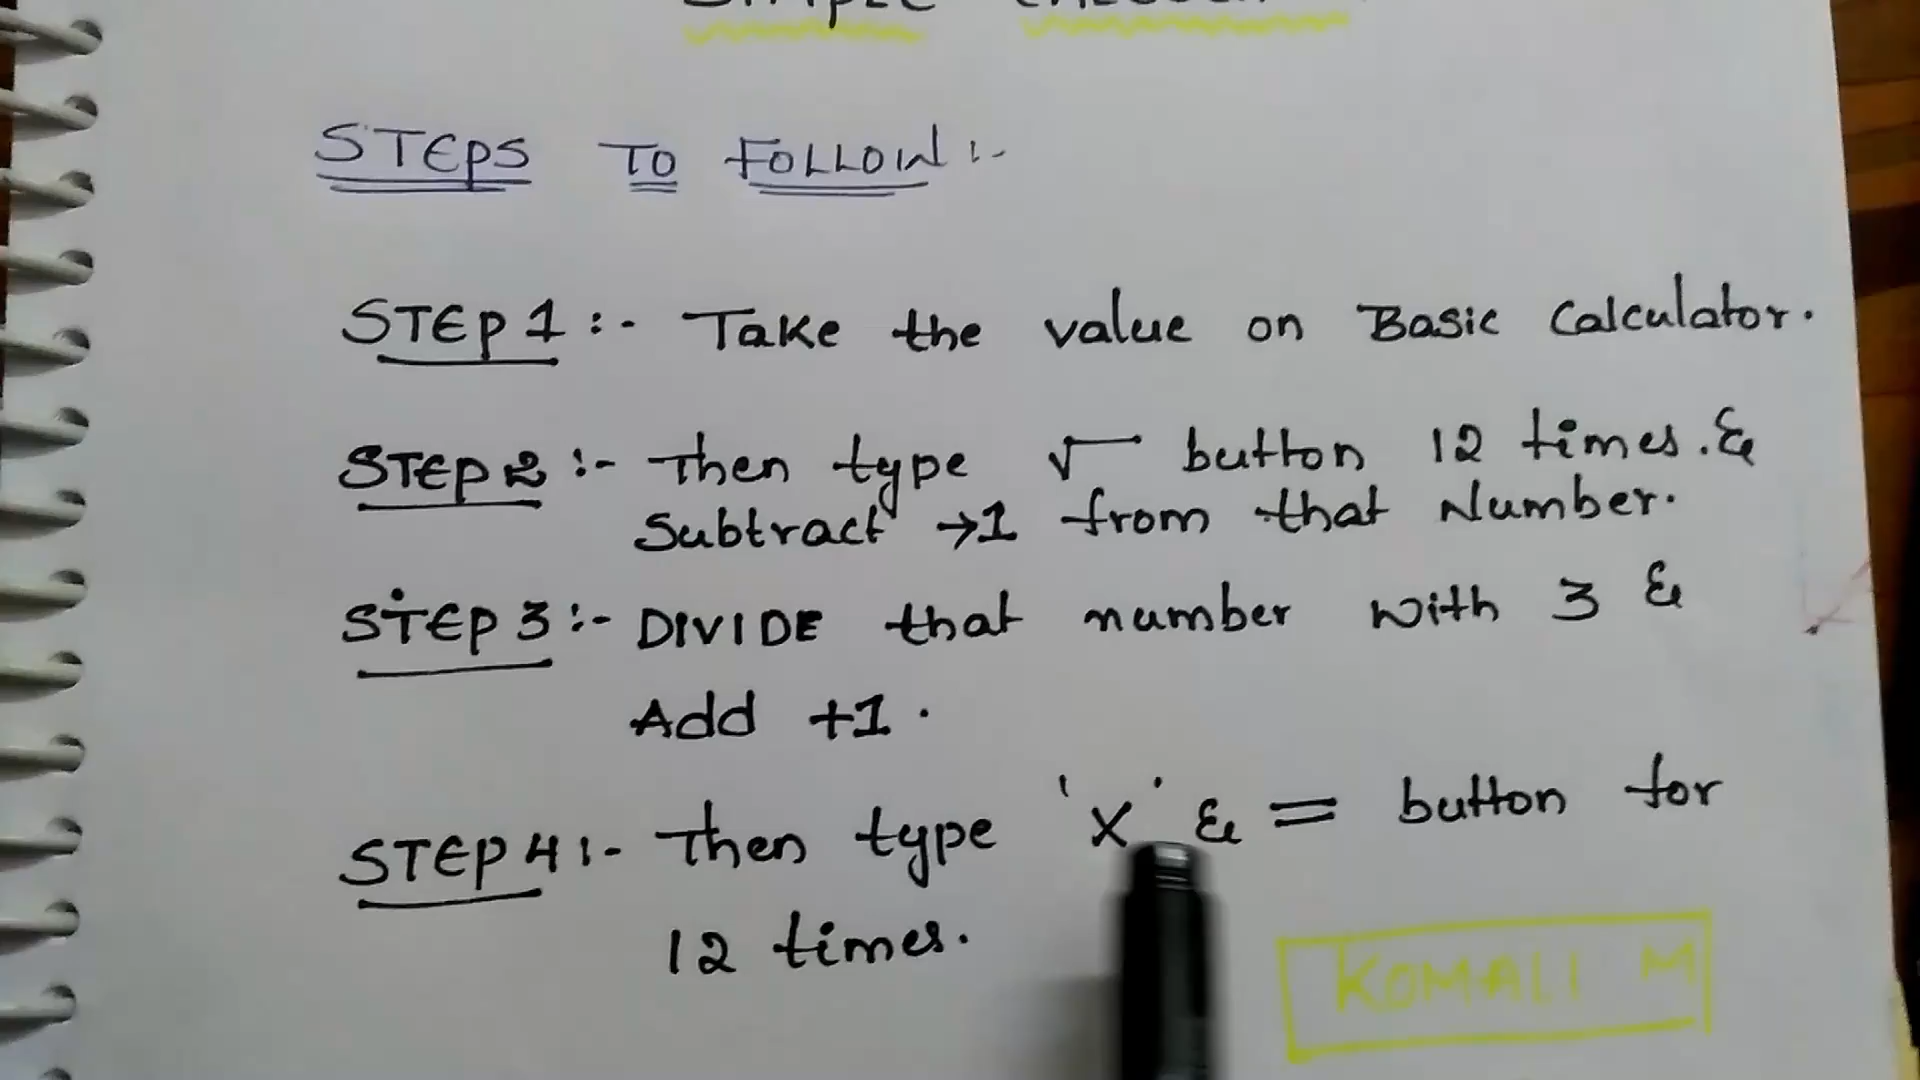 SIMPLE
STEPS TO FOLLOW :-
STEP 1 :- Take the value on Basic Calculator.
STEP 2 :- Then type √ button 12 times. &
Subtract →1 from that Number.
STEP 3 :- DIVIDE that number with 3 &
Add +1.
STEP 4 :- Then type 'x' & = button for
12 times.
KOMALI M